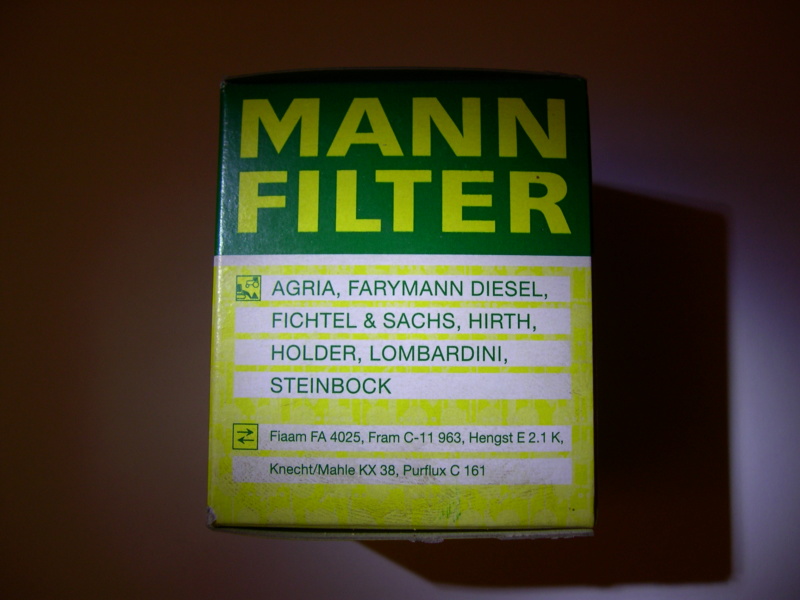 MANN
FILTER
AGRIA, FARYMANN DIESEL,
FICHTEL & SACHS, HIRTH,
HOLDER, LOMBARDINI,
STEINBOCK
Fiaam FA 4025, Fram C-11 963, Hengst E 2.1 K,
Knecht/Mahle KX 38, Purflux C 161